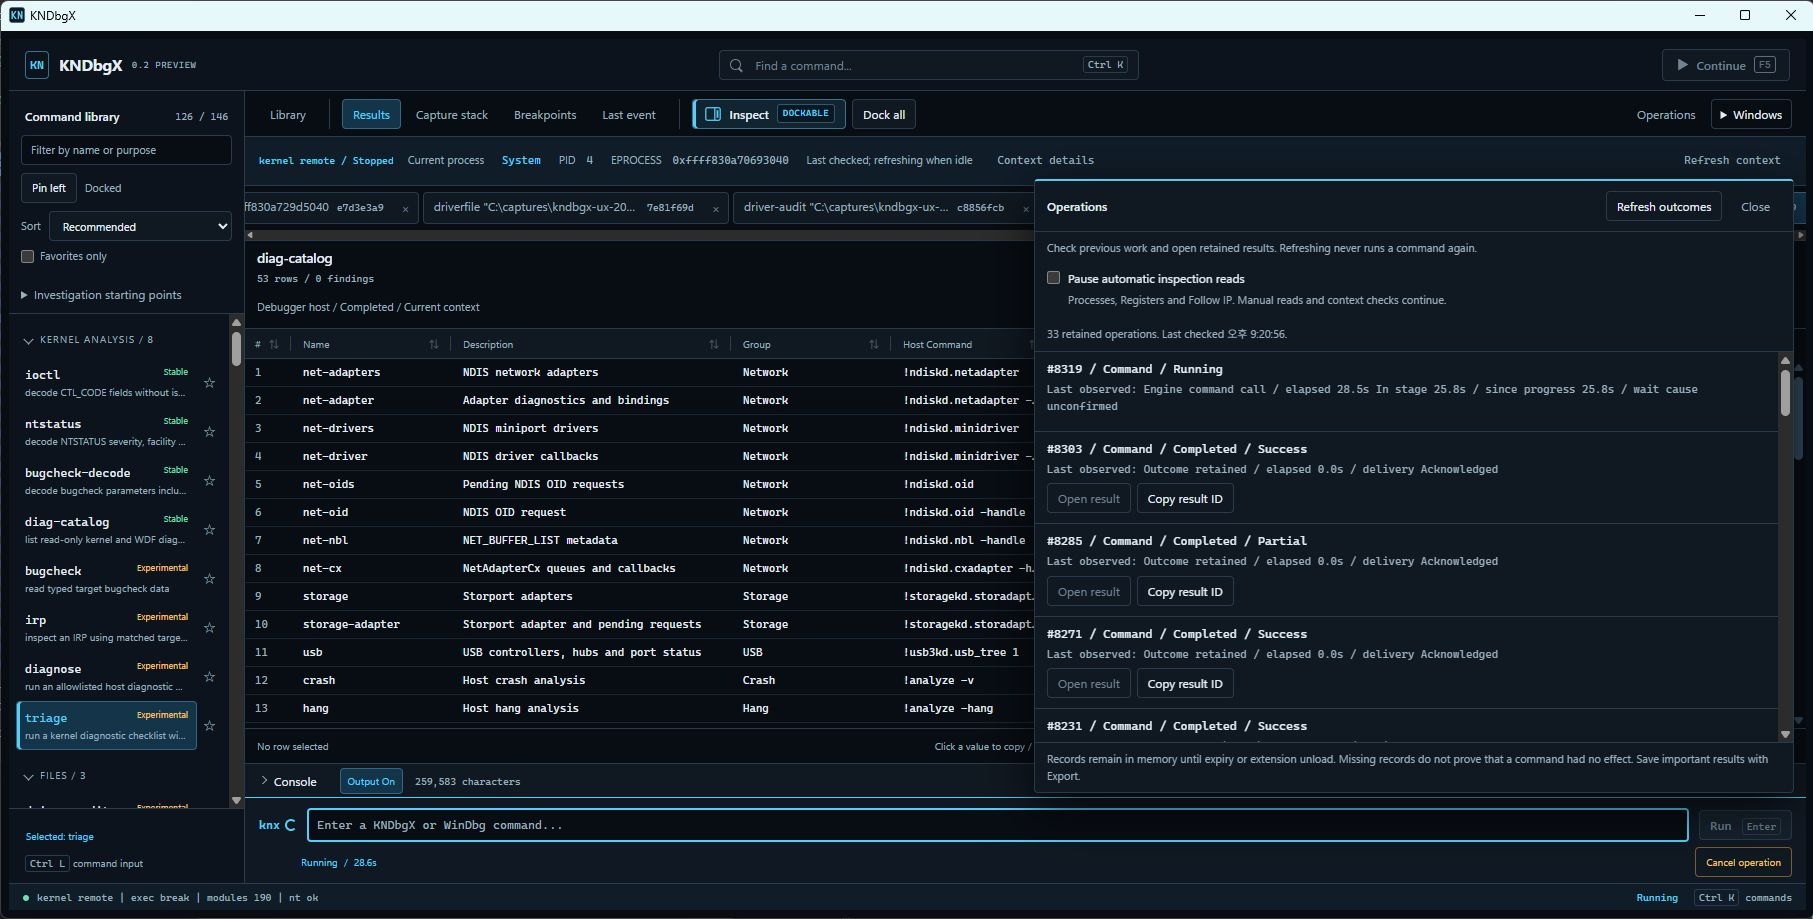 KN KNDbgX
KN KNDbgX 0.2 PREVIEW
Find a command... Ctrl K
Continue F5
Command library 126 / 146
Filter by name or purpose
Pin left Docked
Sort Recommended
Favorites only
Investigation starting points
KERNEL ANALYSIS / 8
ioctl Stable
decode CTL_CODE fields without is...
ntstatus Stable
decode NTSTATUS severity, facility ...
bugcheck-decode Stable
decode bugcheck parameters inclu...
diag-catalog Stable
list read-only kernel and WDF diag...
bugcheck Experimental
read typed target bugcheck data
irp Experimental
inspect an IRP using matched targe...
diagnose Experimental
run an allowlisted host diagnostic ...
triage Experimental
run a kernel diagnostic checklist wi...
FILES / 3
Experimental
Selected: triage
Ctrl L command input
Library Results Capture stack Breakpoints Last event Inspect DOCKABLE Dock all Operations Windows
kernel remote / Stopped Current process System PID 4 EPROCESS 0xffff830a70693040 Last checked; refreshing when idle Context details Refresh context
ff830a729d5040 e7d3e3a9 × driverfile "C:\captures\kndbgx-ux-20... 7e81f69d × driver-audit "C:\captures\kndbgx-ux-... c8856fcb ×
diag-catalog
53 rows / 0 findings
Debugger host / Completed / Current context
# Name Description Group Host Command
1 net-adapters NDIS network adapters Network !ndiskd.netadapter
2 net-adapter Adapter diagnostics and bindings Network !ndiskd.netadapter -.
3 net-drivers NDIS miniport drivers Network !ndiskd.minidriver
4 net-driver NDIS driver callbacks Network !ndiskd.minidriver -.
5 net-oids Pending NDIS OID requests Network !ndiskd.oid
6 net-oid NDIS OID request Network !ndiskd.oid -handle
7 net-nbl NET_BUFFER_LIST metadata Network !ndiskd.nbl -handle
8 net-cx NetAdapterCx queues and callbacks Network !ndiskd.cxadapter -h.
9 storage Storport adapters Storage !storagekd.storadapt.
10 storage-adapter Storport adapter and pending requests Storage !storagekd.storadapt.
11 usb USB controllers, hubs and port status USB !usb3kd.usb_tree 1
12 crash Host crash analysis Crash !analyze -v
13 hang Host hang analysis Hang !analyze -hang
No row selected Click a value to copy /
Operations Refresh outcomes Close
Check previous work and open retained results. Refreshing never runs a command again.
Pause automatic inspection reads
Processes, Registers and Follow IP. Manual reads and context checks continue.
33 retained operations. Last checked 오후 9:20:56.
#8319 / Command / Running
Last observed: Engine command call / elapsed 28.5s In stage 25.8s / since progress 25.8s / wait cause
unconfirmed
#8303 / Command / Completed / Success
Last observed: Outcome retained / elapsed 0.0s / delivery Acknowledged
Open result Copy result ID
#8285 / Command / Completed / Partial
Last observed: Outcome retained / elapsed 0.0s / delivery Acknowledged
Open result Copy result ID
#8271 / Command / Completed / Success
Last observed: Outcome retained / elapsed 0.0s / delivery Acknowledged
Open result Copy result ID
#8231 / Command / Completed / Success
Records remain in memory until expiry or extension unload. Missing records do not prove that a command had no effect. Save important results with
Export.
Console Output On 259,583 characters
knx Enter a KNDbgX or WinDbg command... Run Enter
Running / 28.6s Cancel operation
kernel remote | exec break | modules 190 | nt ok Running Ctrl K commands